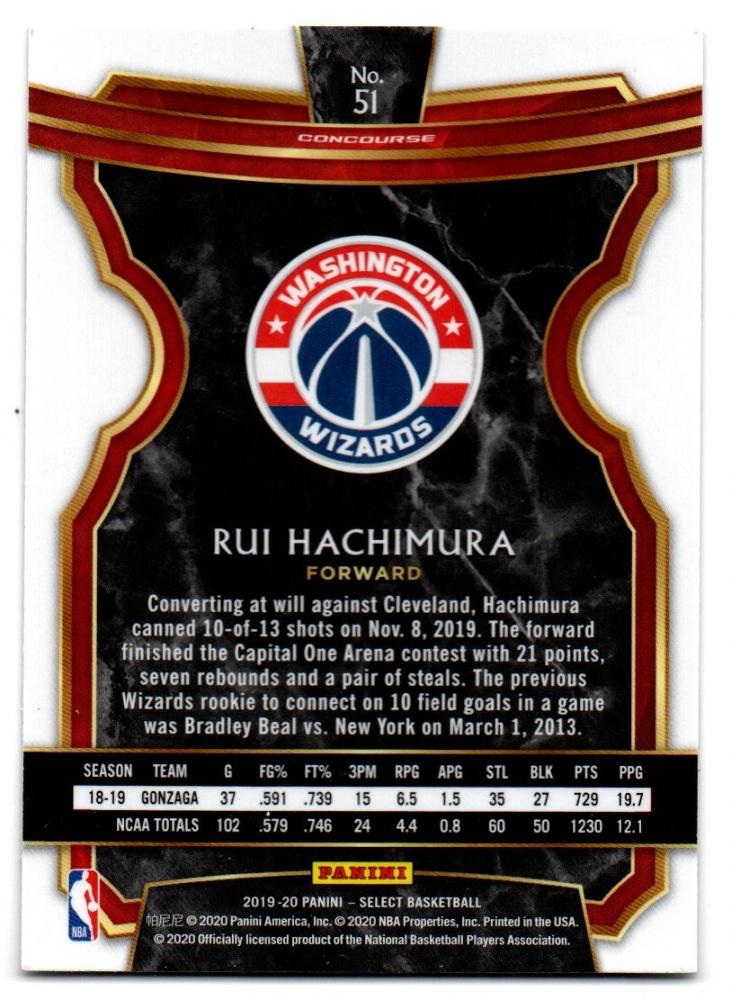 No.
51
CONCOURSE
WASHINGTON
WIZARDS
RUI HACHIMURA
FORWARD
Converting at will against Cleveland, Hachimura
canned 10-of-13 shots on Nov. 8, 2019. The forward
finished the Capital One Arena contest with 21 points,
seven rebounds and a pair of steals. The previous
Wizards rookie to connect on 10 field goals in a game
was Bradley Beal vs. New York on March 1, 2013.
SEASON TEAM G FG% FT% 3PM RPG APG STL BLK PTS PPG
18-19 GONZAGA 37 .591 .739 15 6.5 1.5 35 27 729 19.7
NCAA TOTALS 102 .579 .746 24 4.4 0.8 60 50 1230 12.1
PANINI
2019-20 PANINI – SELECT BASKETBALL
帕尼尼 © 2020 Panini America, Inc. © 2020 NBA Properties, Inc. Printed in the USA.
© 2020 Officially licensed product of the National Basketball Players Association.
NBA